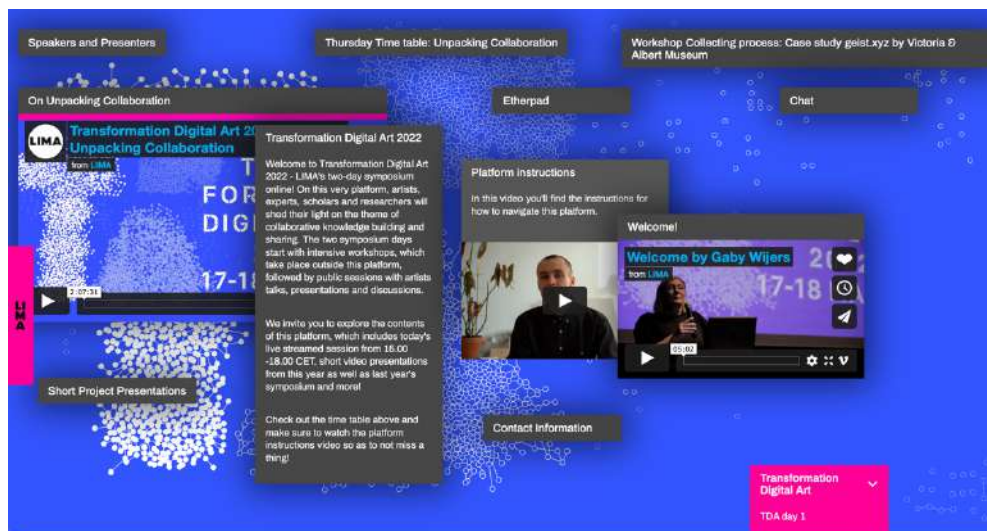 Speakers and Presenters
Thursday Time table: Unpacking Collaboration
Workshop Collecting process: Case study geist.xyz by Victoria &
Albert Museum
On Unpacking Collaboration
Etherpad
Chat
LIMA
Transformation Digital Art 2
Unpacking Collaboration
from LIMA
T
FOR
DIGI
17-18
2:07:31
LIMA
Transformation Digital Art 2022
Welcome to Transformation Digital Art
2022 - LIMA's two-day symposium
online! On this very platform, artists,
experts, scholars and researchers will
shed their light on the theme of
collaborative knowledge building and
sharing. The two symposium days
start with intensive workshops, which
take place outside this platform,
followed by public sessions with artists
talks, presentations and discussions.
We invite you to explore the contents
of this platform, which includes today's
live streamed session from 16.00
-18.00 CET, short video presentations
from this year as well as last year's
symposium and more!
Check out the time table above and
make sure to watch the platform
instructions video so as to not miss a
thing!
Platform instructions
In this video you'll find the instructions for
how to navigate this platform.
Welcome!
Welcome by Gaby Wijers
from LIMA
17-18
05:02
Short Project Presentations
Contact Information
Transformation
Digital Art
TDA day 1